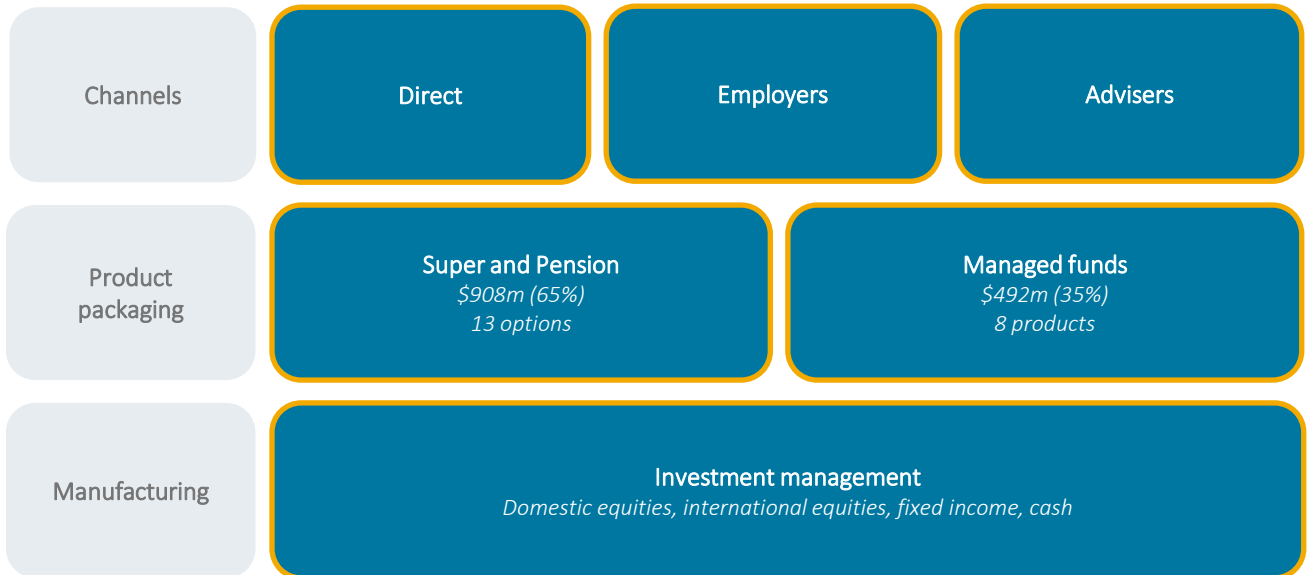 Channels
Direct
Employers
Advisers
Product
packaging
Super and Pension
$908m (65%)
13 options
Managed funds
$492m (35%)
8 products
Manufacturing
Investment management
Domestic equities, international equities, fixed income, cash